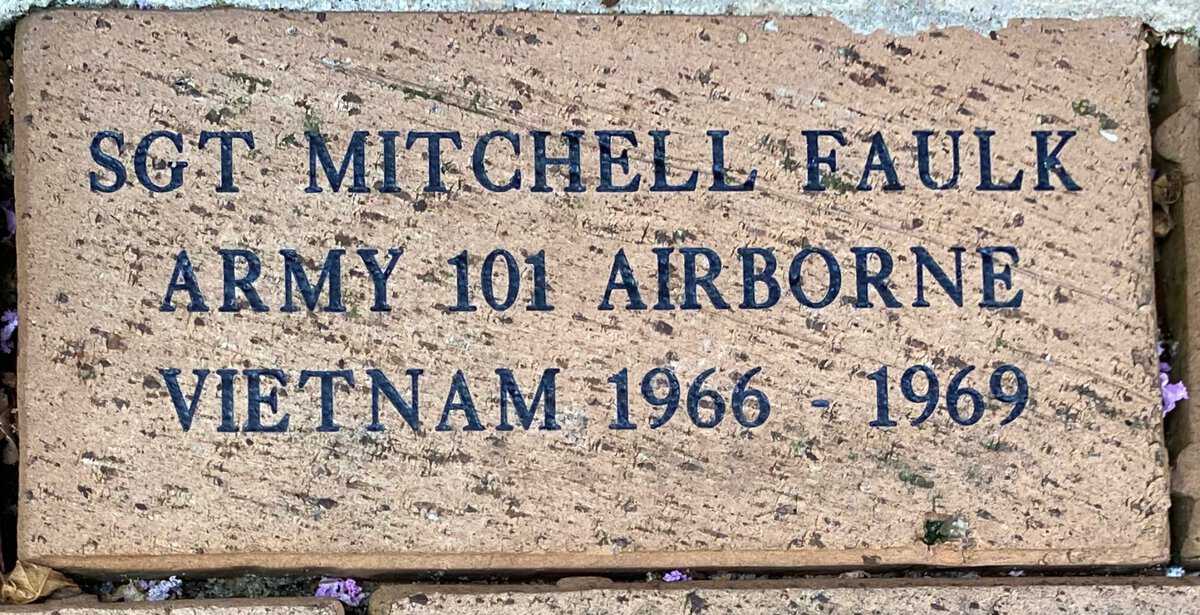 SGT MITCHELL FAULK
ARMY 101 AIRBORNE
VIETNAM 1966 - 1969